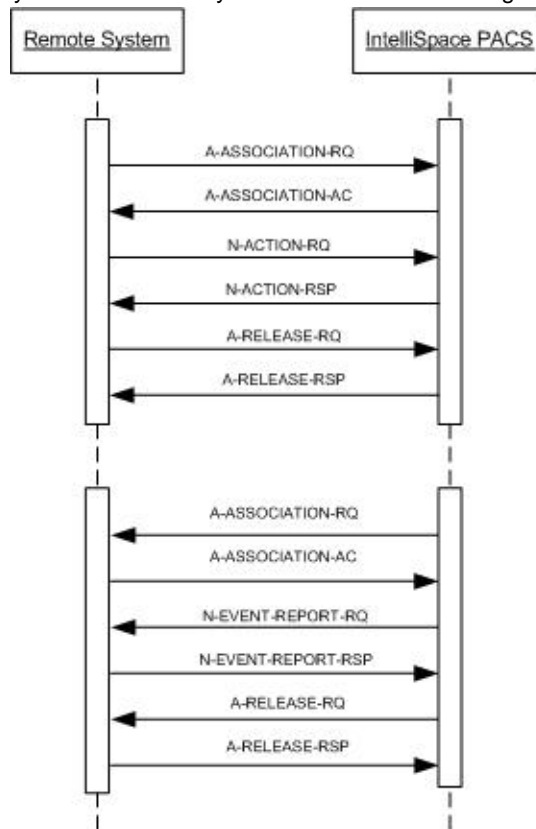 Remote System
IntelliSpace PACS
A-ASSOCIATION-RQ
A-ASSOCIATION-AC
N-ACTION-RQ
N-ACTION-RSP
A-RELEASE-RQ
A-RELEASE-RSP
A-ASSOCIATION-RQ
A-ASSOCIATION-AC
N-EVENT-REPORT-RQ
N-EVENT-REPORT-RSP
A-RELEASE-RQ
A-RELEASE-RSP